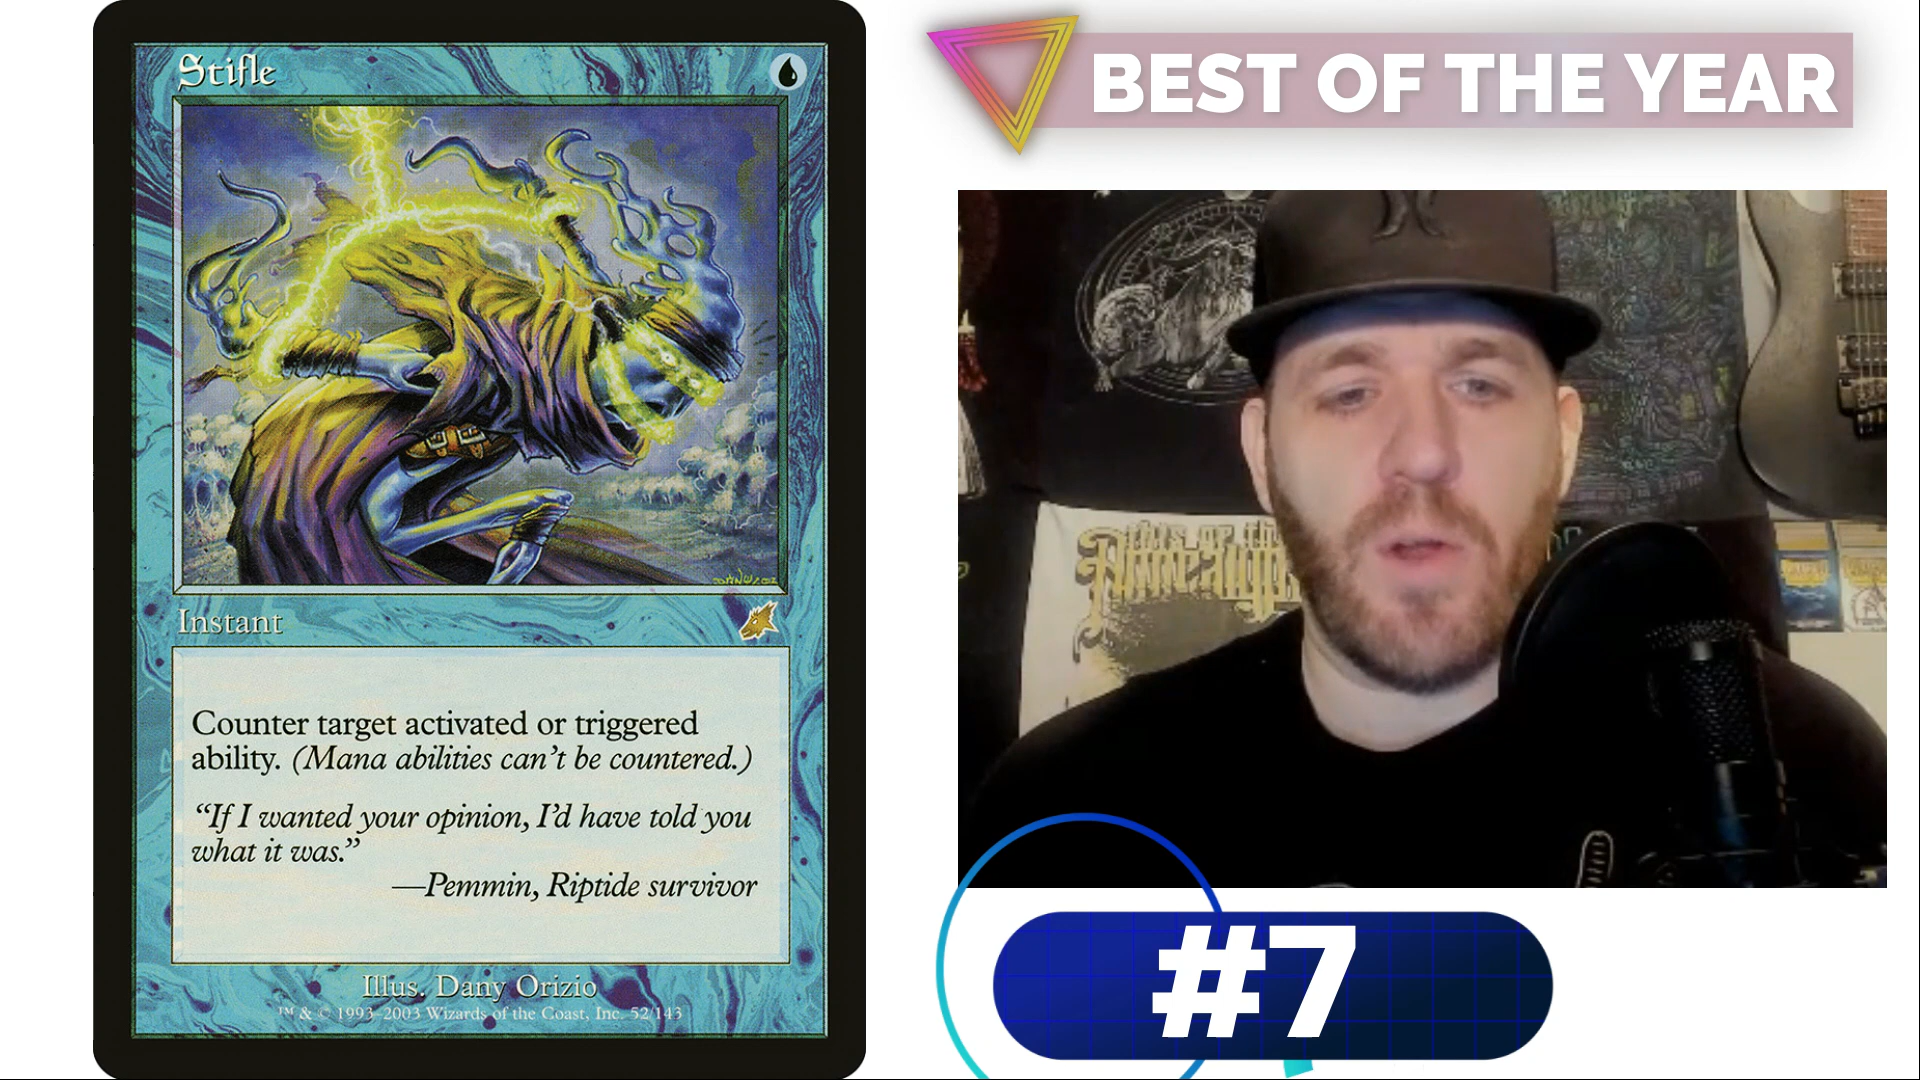 Stifle
Instant
Counter target activated or triggered
ability. (Mana abilities can’t be countered.)
“If I wanted your opinion, I’d have told you
what it was.”
—Pemmin, Riptide survivor
Illus. Dany Orizio
™ & © 1993–2003 Wizards of the Coast, Inc. 52/143
BEST OF THE YEAR
#7